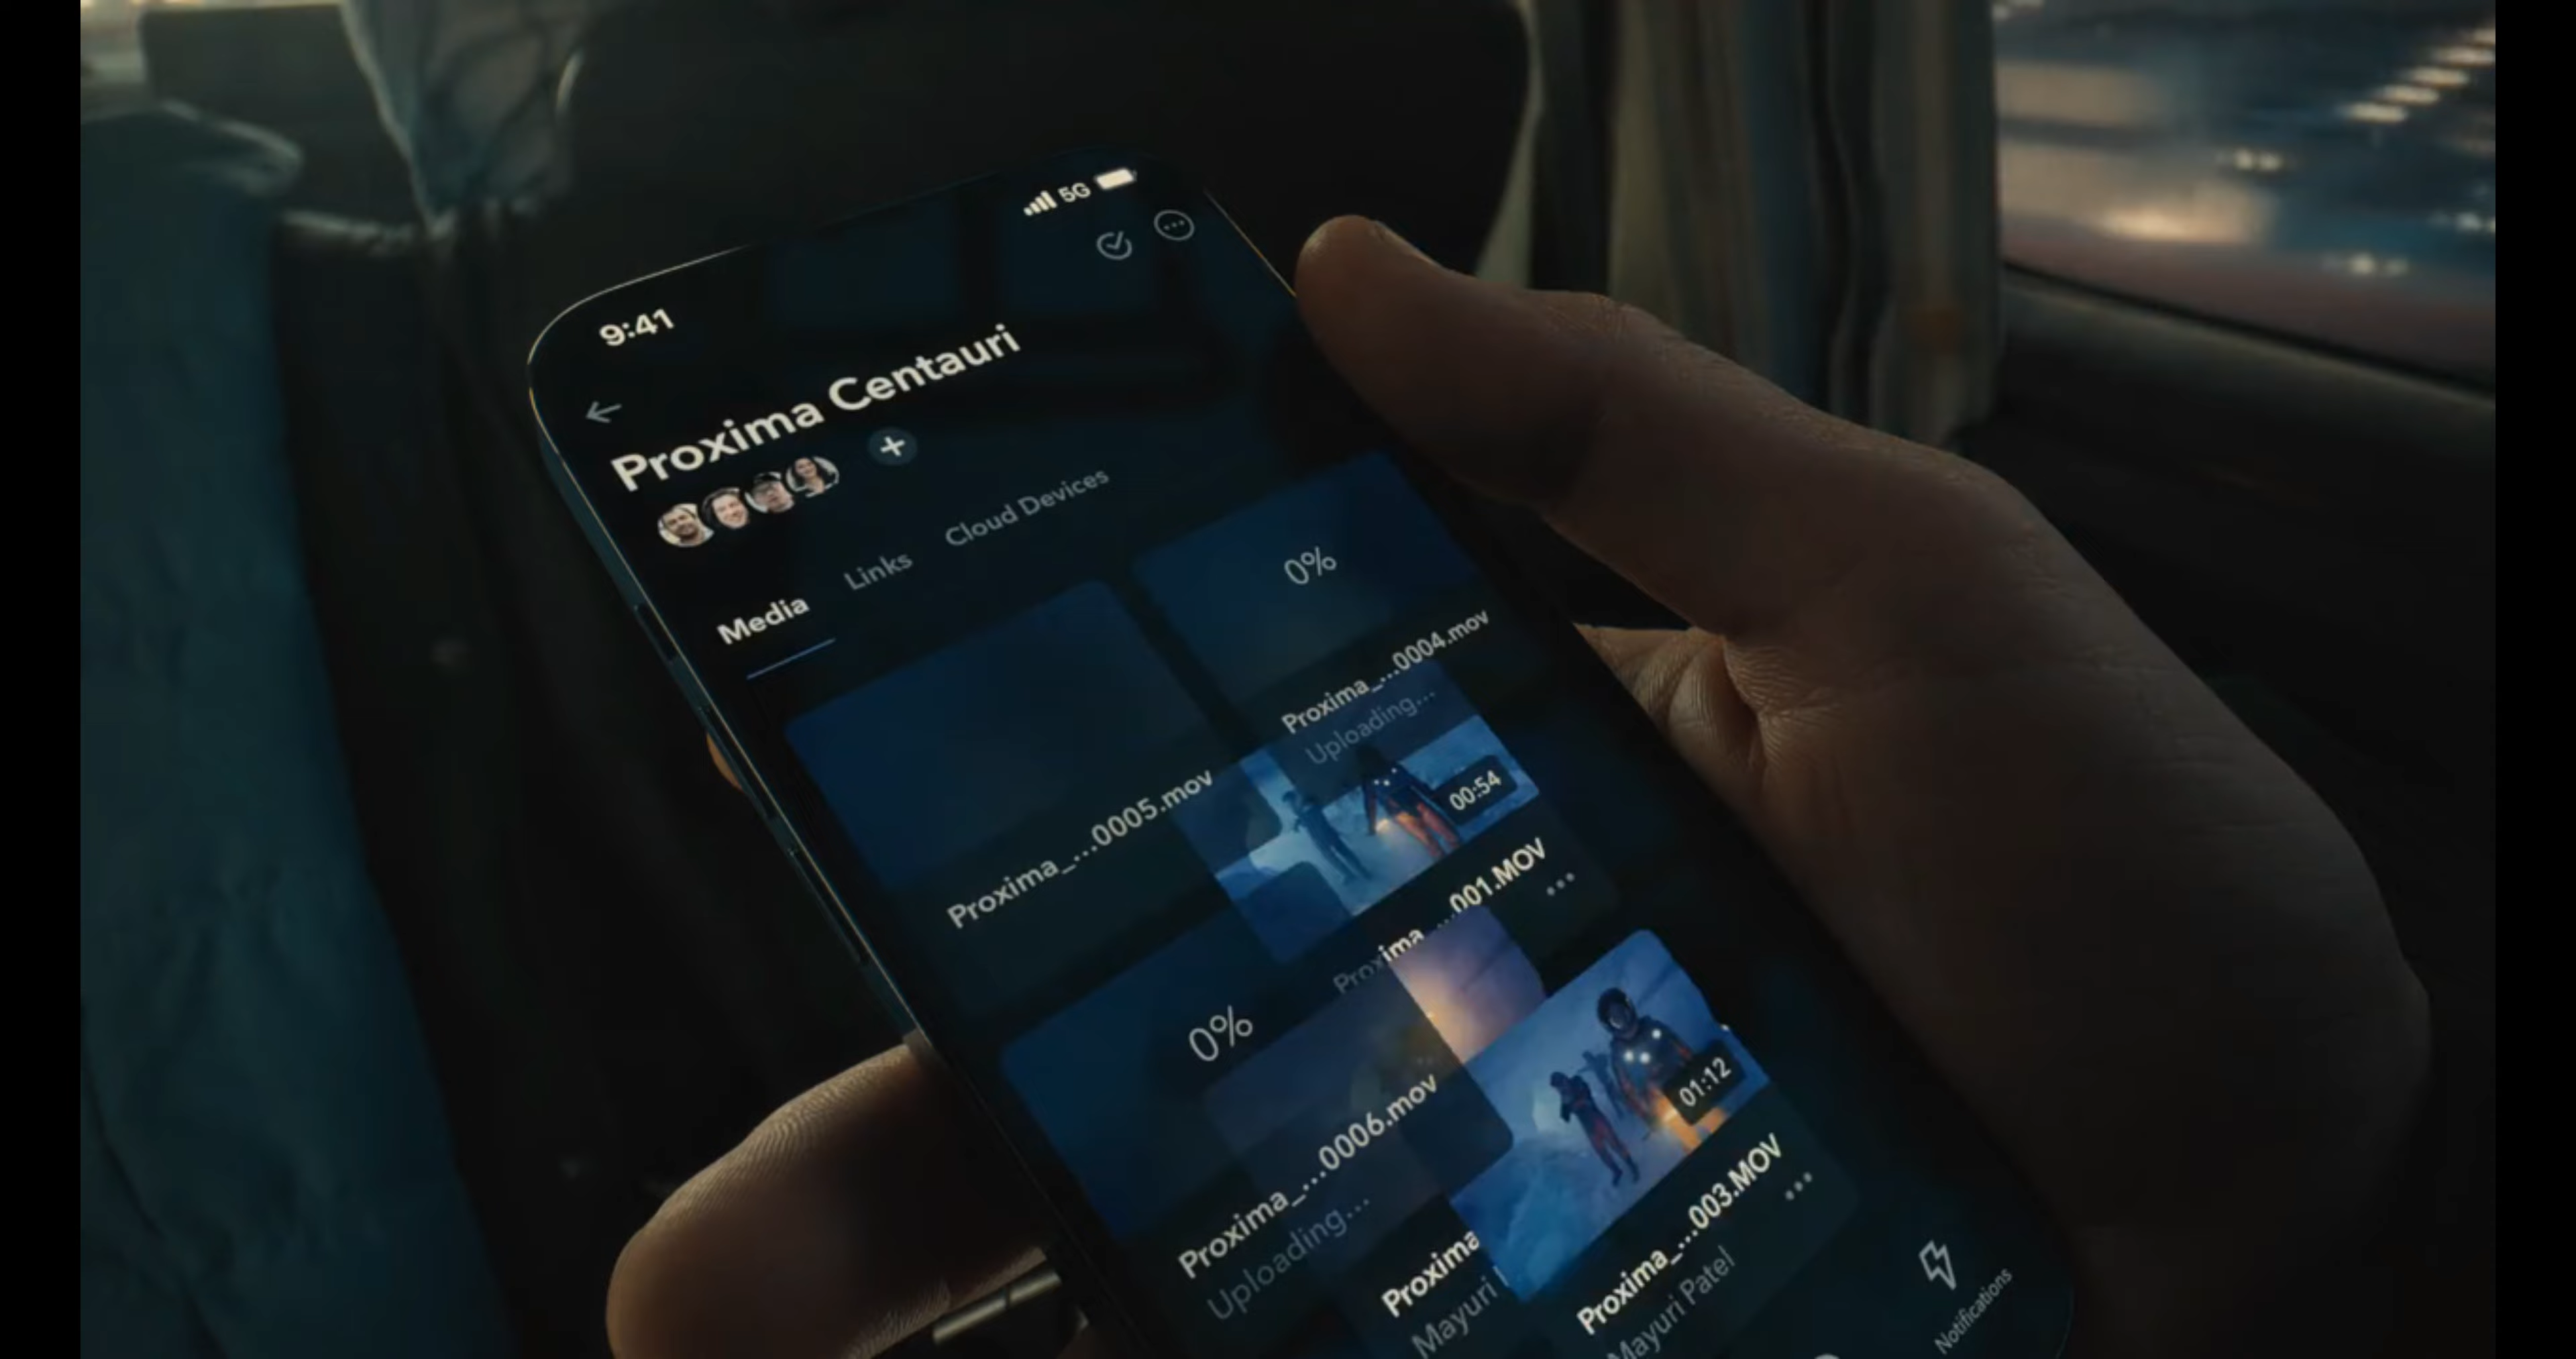 5G
9:41
Proxima Centauri
Media
Links
Cloud Devices
0%
Proxima_...0004.mov
Uploading...
Proxima_...0005.mov
00:54
Proxima_...001.MOV
0%
Proxima_...0006.mov
Uploading...
01:12
Proxima_...003.MOV
Mayuri Patel
Proxima
Mayuri
Notifications